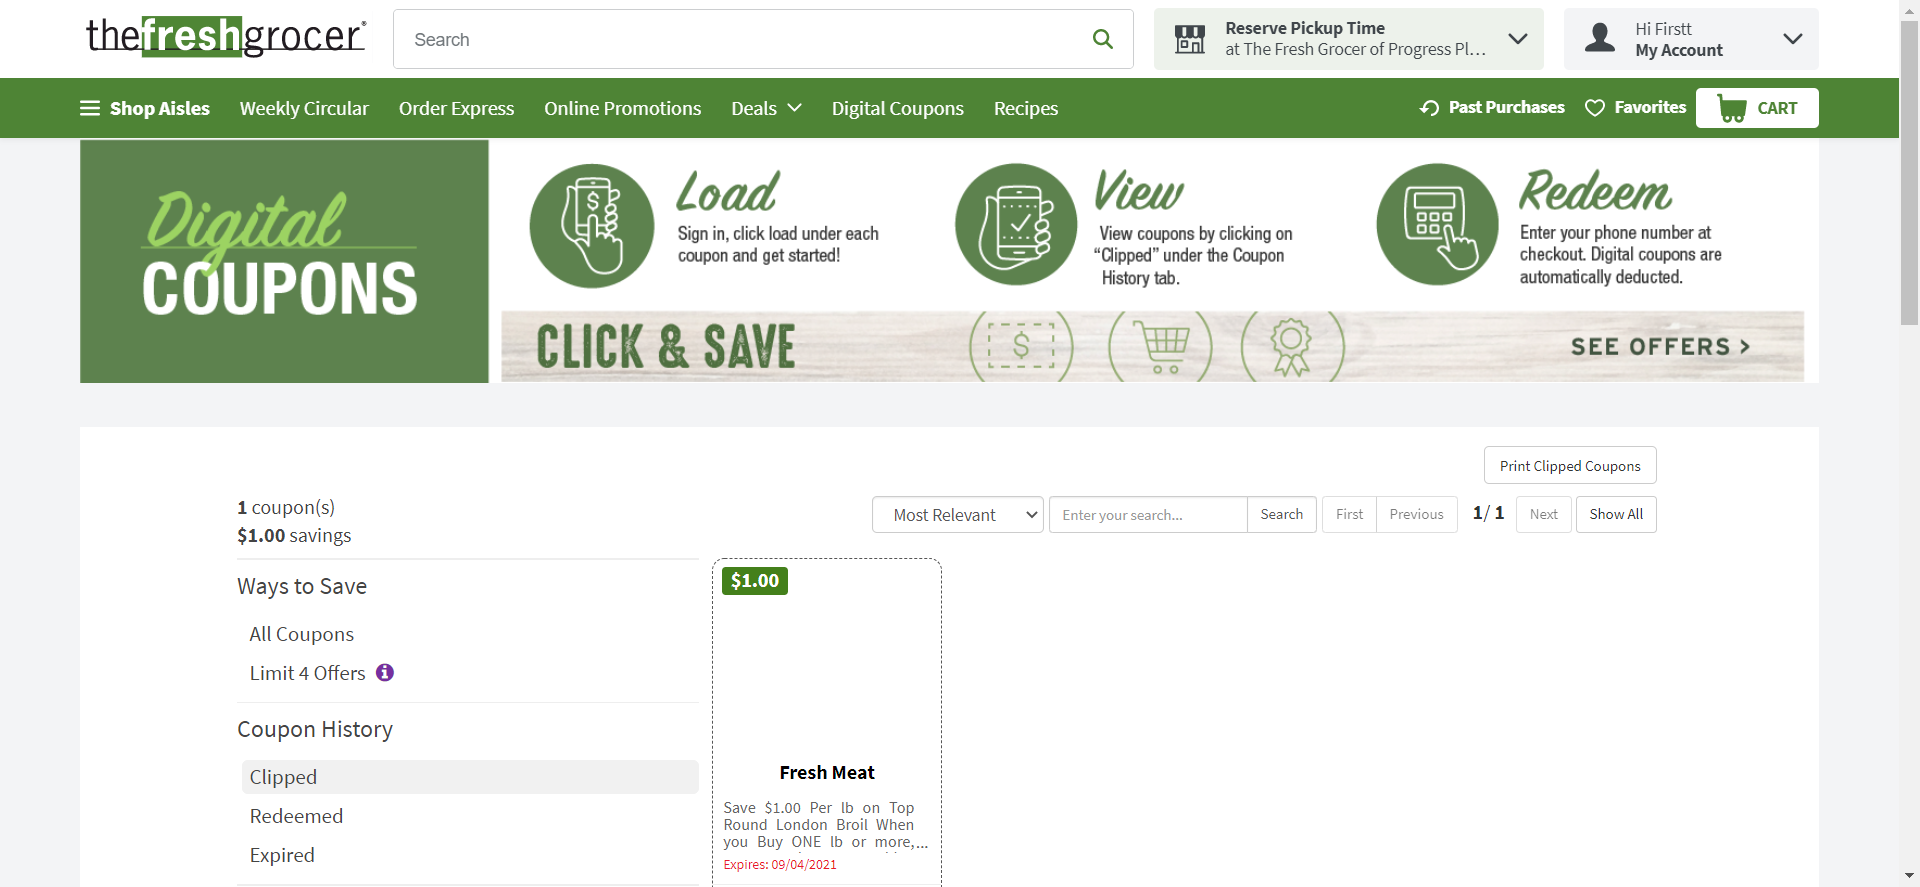 thefreshgrocer®
Search
Reserve Pickup Time
at The Fresh Grocer of Progress Pl...
Hi Firstt
My Account
Shop Aisles
Weekly Circular
Order Express
Online Promotions
Deals
Digital Coupons
Recipes
Past Purchases
Favorites
CART
Digital
COUPONS
Load
Sign in, click load under each
coupon and get started!
View
View coupons by clicking on
“Clipped” under the Coupon
History tab.
Redeem
Enter your phone number at
checkout. Digital coupons are
automatically deducted.
CLICK & SAVE
SEE OFFERS >
Print Clipped Coupons
1 coupon(s)
$1.00 savings
Most Relevant
Enter your search...
Search
First
Previous
1/ 1
Next
Show All
Ways to Save
All Coupons
Limit 4 Offers
Coupon History
Clipped
Redeemed
Expired
$1.00
Fresh Meat
Save $1.00 Per lb on Top
Round London Broil When
you Buy ONE lb or more,...
Expires: 09/04/2021